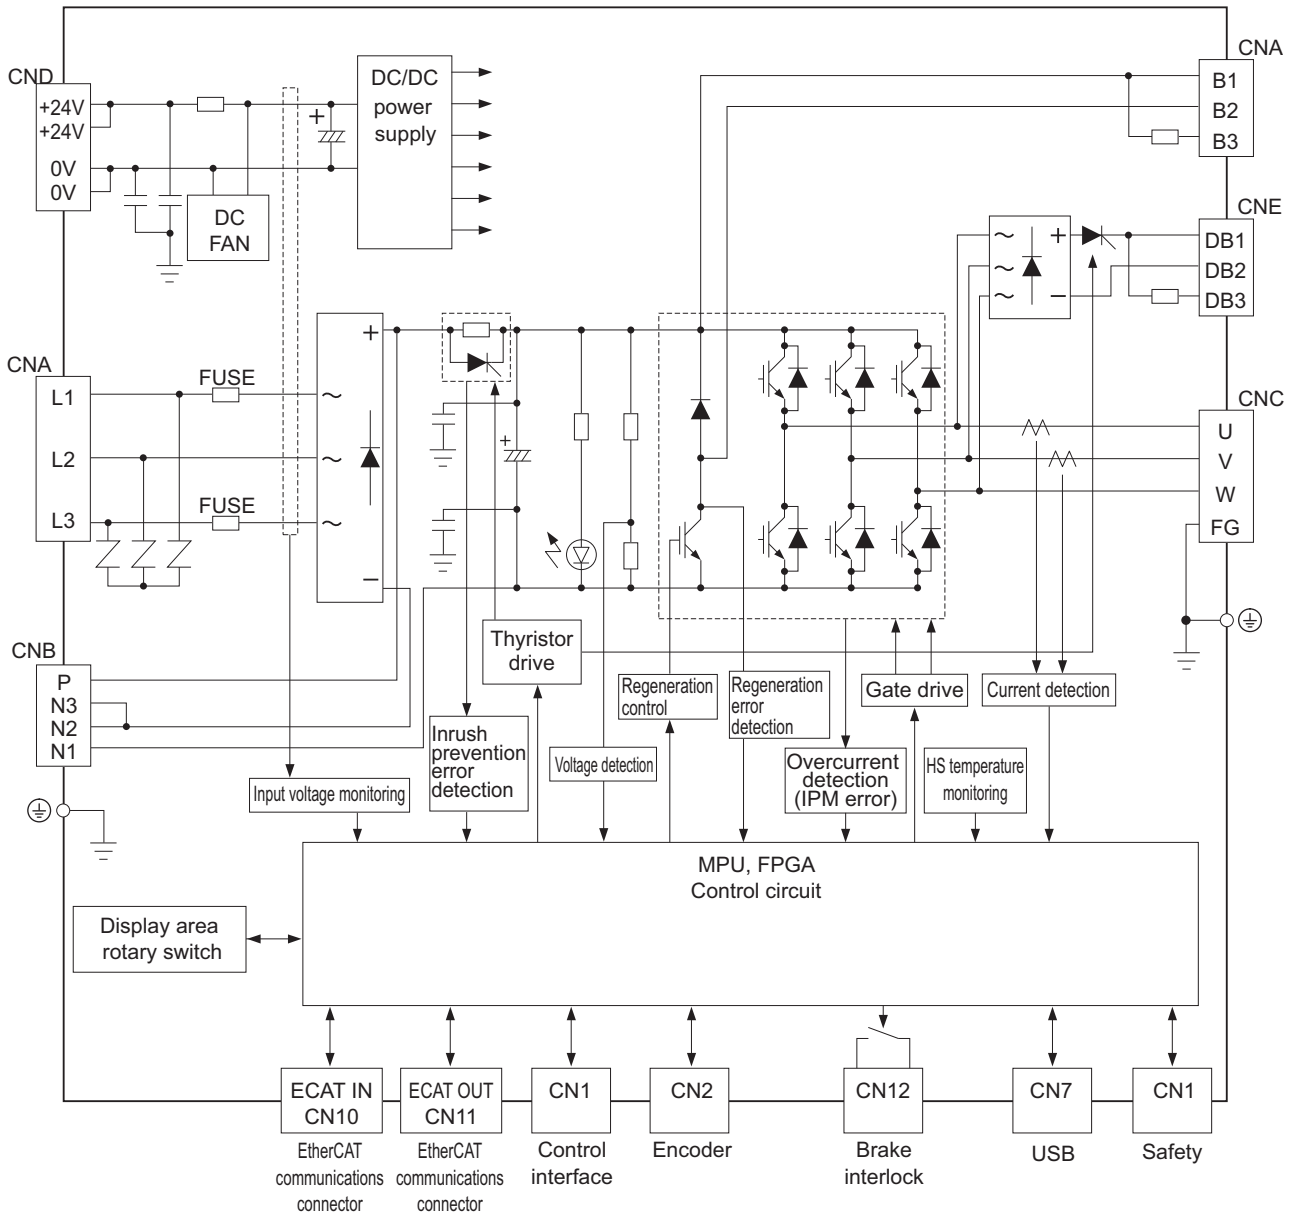 CND
+24V
+24V
0V
0V
DC
FAN
+
DC/DC
power
supply
CNA
B1
B2
B3
CNE
DB1
DB2
DB3
~
~
~
+
−
CNA
L1
L2
L3
FUSE
FUSE
~
~
~
+
−
+
CNC
U
V
W
FG
CNB
P
N3
N2
N1
Thyristor
drive
Regeneration
control
Regeneration
error
detection
Gate drive
Current detection
Inrush
prevention
error
detection
Voltage detection
Overcurrent
detection
(IPM error)
HS temperature
monitoring
Input voltage monitoring
MPU, FPGA
Control circuit
Display area
rotary switch
ECAT IN
CN10
ECAT OUT
CN11
CN1
CN2
CN12
CN7
CN1
EtherCAT
communications
connector
EtherCAT
communications
connector
Control
interface
Encoder
Brake
interlock
USB
Safety